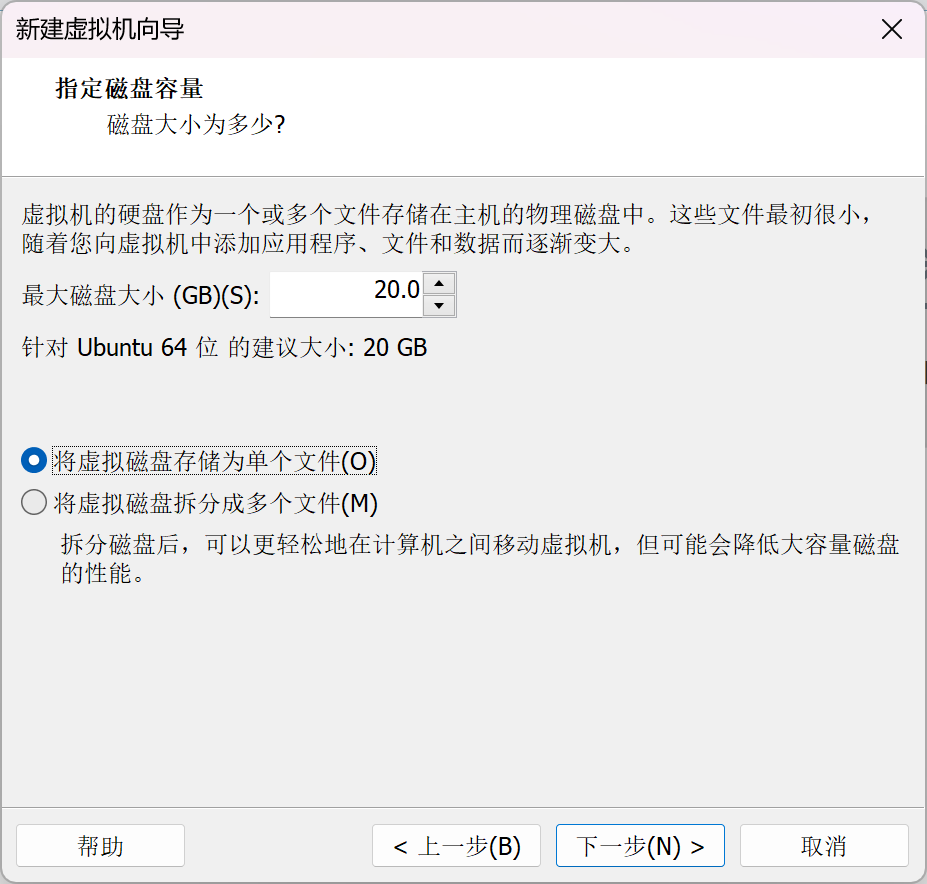 新建虚拟机向导
指定磁盘容量
磁盘大小为多少?
虚拟机的硬盘作为一个或多个文件存储在主机的物理磁盘中。这些文件最初很小，
随着您向虚拟机中添加应用程序、文件和数据而逐渐变大。
最大磁盘大小 (GB)(S): 20.0
针对 Ubuntu 64 位 的建议大小: 20 GB
将虚拟磁盘存储为单个文件(O)
将虚拟磁盘拆分成多个文件(M)
拆分磁盘后，可以更轻松地在计算机之间移动虚拟机，但可能会降低大容量磁盘
的性能。
帮助 < 上一步(B) 下一步(N) > 取消